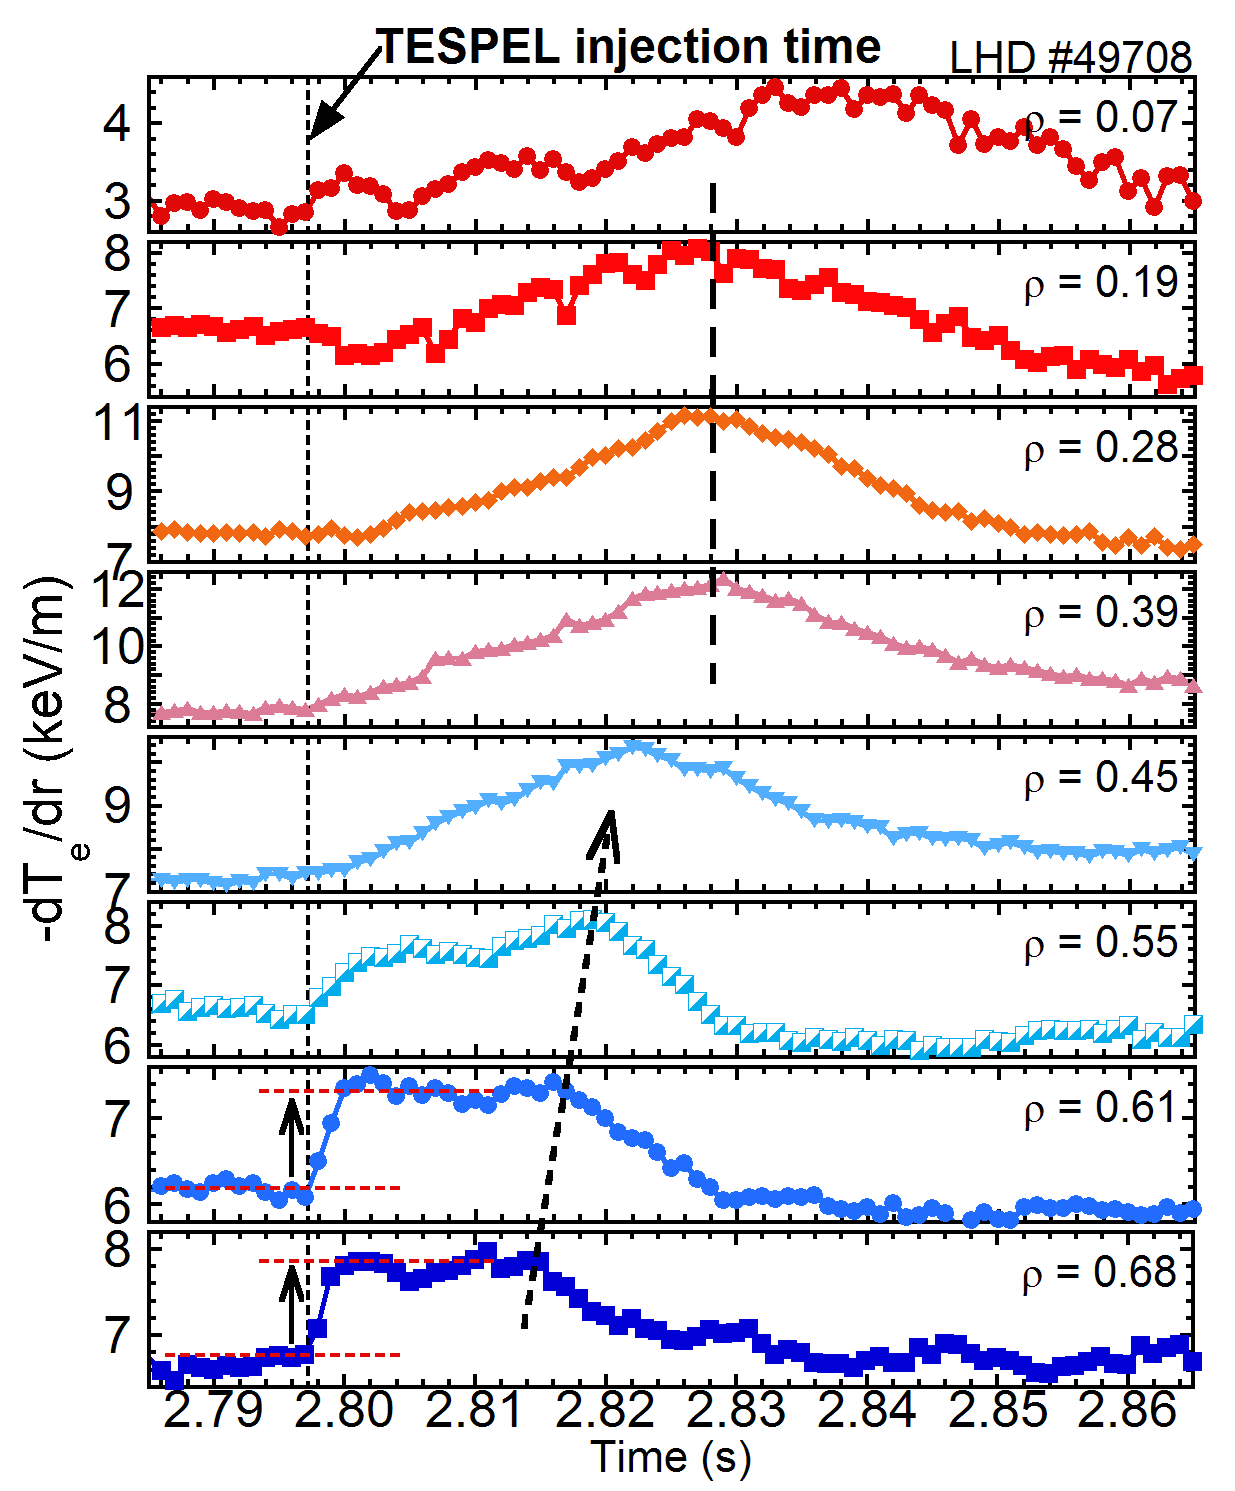 TESPEL injection time
LHD #49708
4
3
ρ = 0.07
8
7
6
ρ = 0.19
11
9
7
ρ = 0.28
12
10
8
ρ = 0.39
9
7
ρ = 0.45
8
7
6
ρ = 0.55
7
6
ρ = 0.61
8
7
ρ = 0.68
-dTe/dr (keV/m)
2.79 2.80 2.81 2.82 2.83 2.84 2.85 2.86
Time (s)